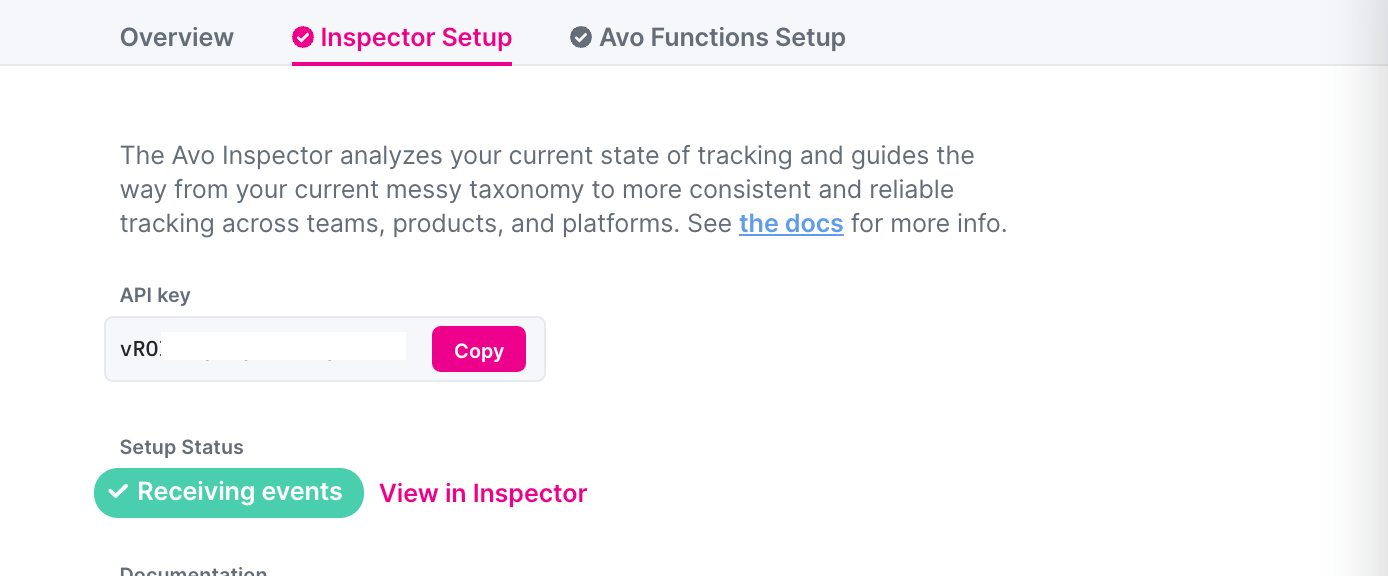 Overview Inspector Setup Avo Functions Setup
The Avo Inspector analyzes your current state of tracking and guides the
way from your current messy taxonomy to more consistent and reliable
tracking across teams, products, and platforms. See the docs for more info.
API key
vR0
Copy
Setup Status
Receiving events View in Inspector
Documentation